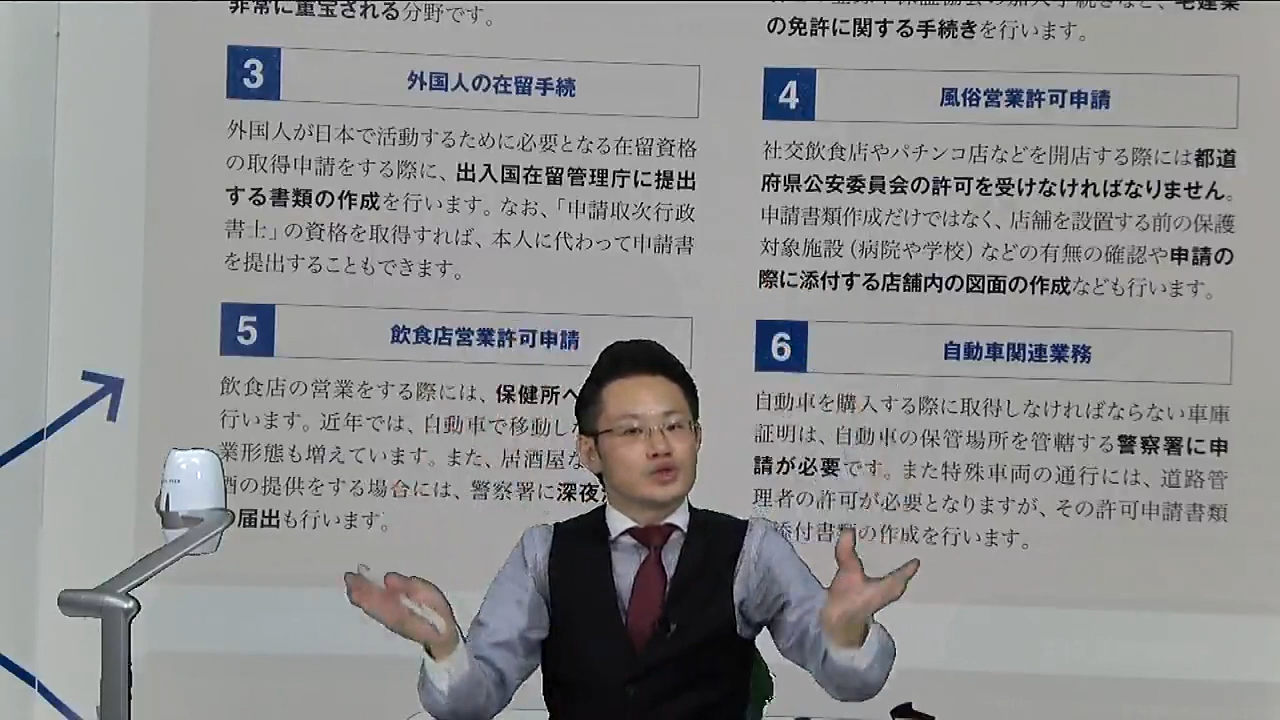 非常に重宝される分野です。
の免許に関する手続きを行います。
3
外国人の在留手続
外国人が日本で活動するために必要となる在留資格
の取得申請をする際に、出入国在留管理庁に提出
する書類の作成を行います。なお、「申請取次行政
書士」の資格を取得すれば、本人に代わって申請書
を提出することもできます。
4
風俗営業許可申請
社交飲食店やパチンコ店などを開店する際には都道
府県公安委員会の許可を受けなければなりません。
申請書類作成だけではなく、店舗を設置する前の保護
対象施設（病院や学校）などの有無の確認や申請の
際に添付する店舗内の図面の作成なども行います。
5
飲食店営業許可申請
飲食店の営業をする際には、保健所へ
行います。近年では、自動車で移動し
業形態も増えています。また、居酒屋な
酒の提供をする場合には、警察署に深夜
届出も行います。
6
自動車関連業務
自動車を購入する際に取得しなければならない車庫
証明は、自動車の保管場所を管轄する警察署に申
請が必要です。また特殊車両の通行には、道路管
理者の許可が必要となりますが、その許可申請書類
添付書類の作成を行います。